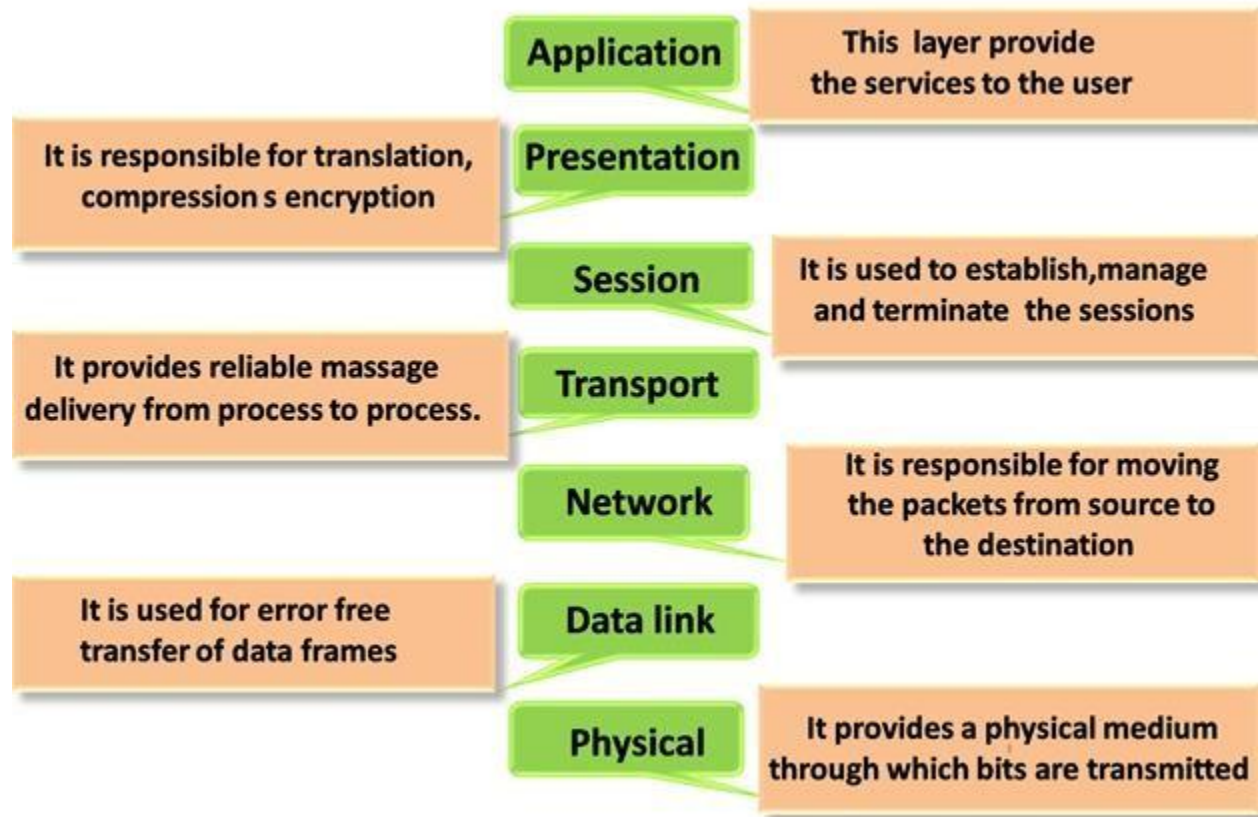 Application
This layer provide
the services to the user
Presentation
It is responsible for translation,
compression s encryption
Session
It is used to establish,manage
and terminate the sessions
Transport
It provides reliable massage
delivery from process to process.
Network
It is responsible for moving
the packets from source to
the destination
Data link
It is used for error free
transfer of data frames
Physical
It provides a physical medium
through which bits are transmitted